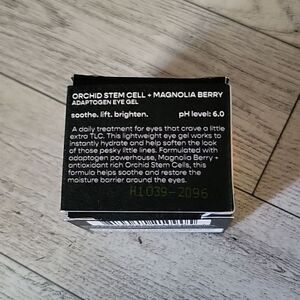 ORCHID STEM CELL + MAGNOLIA BERRY
ADAPTOGEN EYE GEL
soothe. lift. brighten. pH level: 6.0
A daily treatment for eyes that crave a little
extra TLC. This lightweight eye gel works to
instantly hydrate and help soften the look
of those pesky little lines. Formulated with
adaptogen powerhouse, Magnolia Berry +
antioxidant rich Orchid Stem Cells, this
formula helps soothe and restore the
moisture barrier around the eyes.
H1039-2096